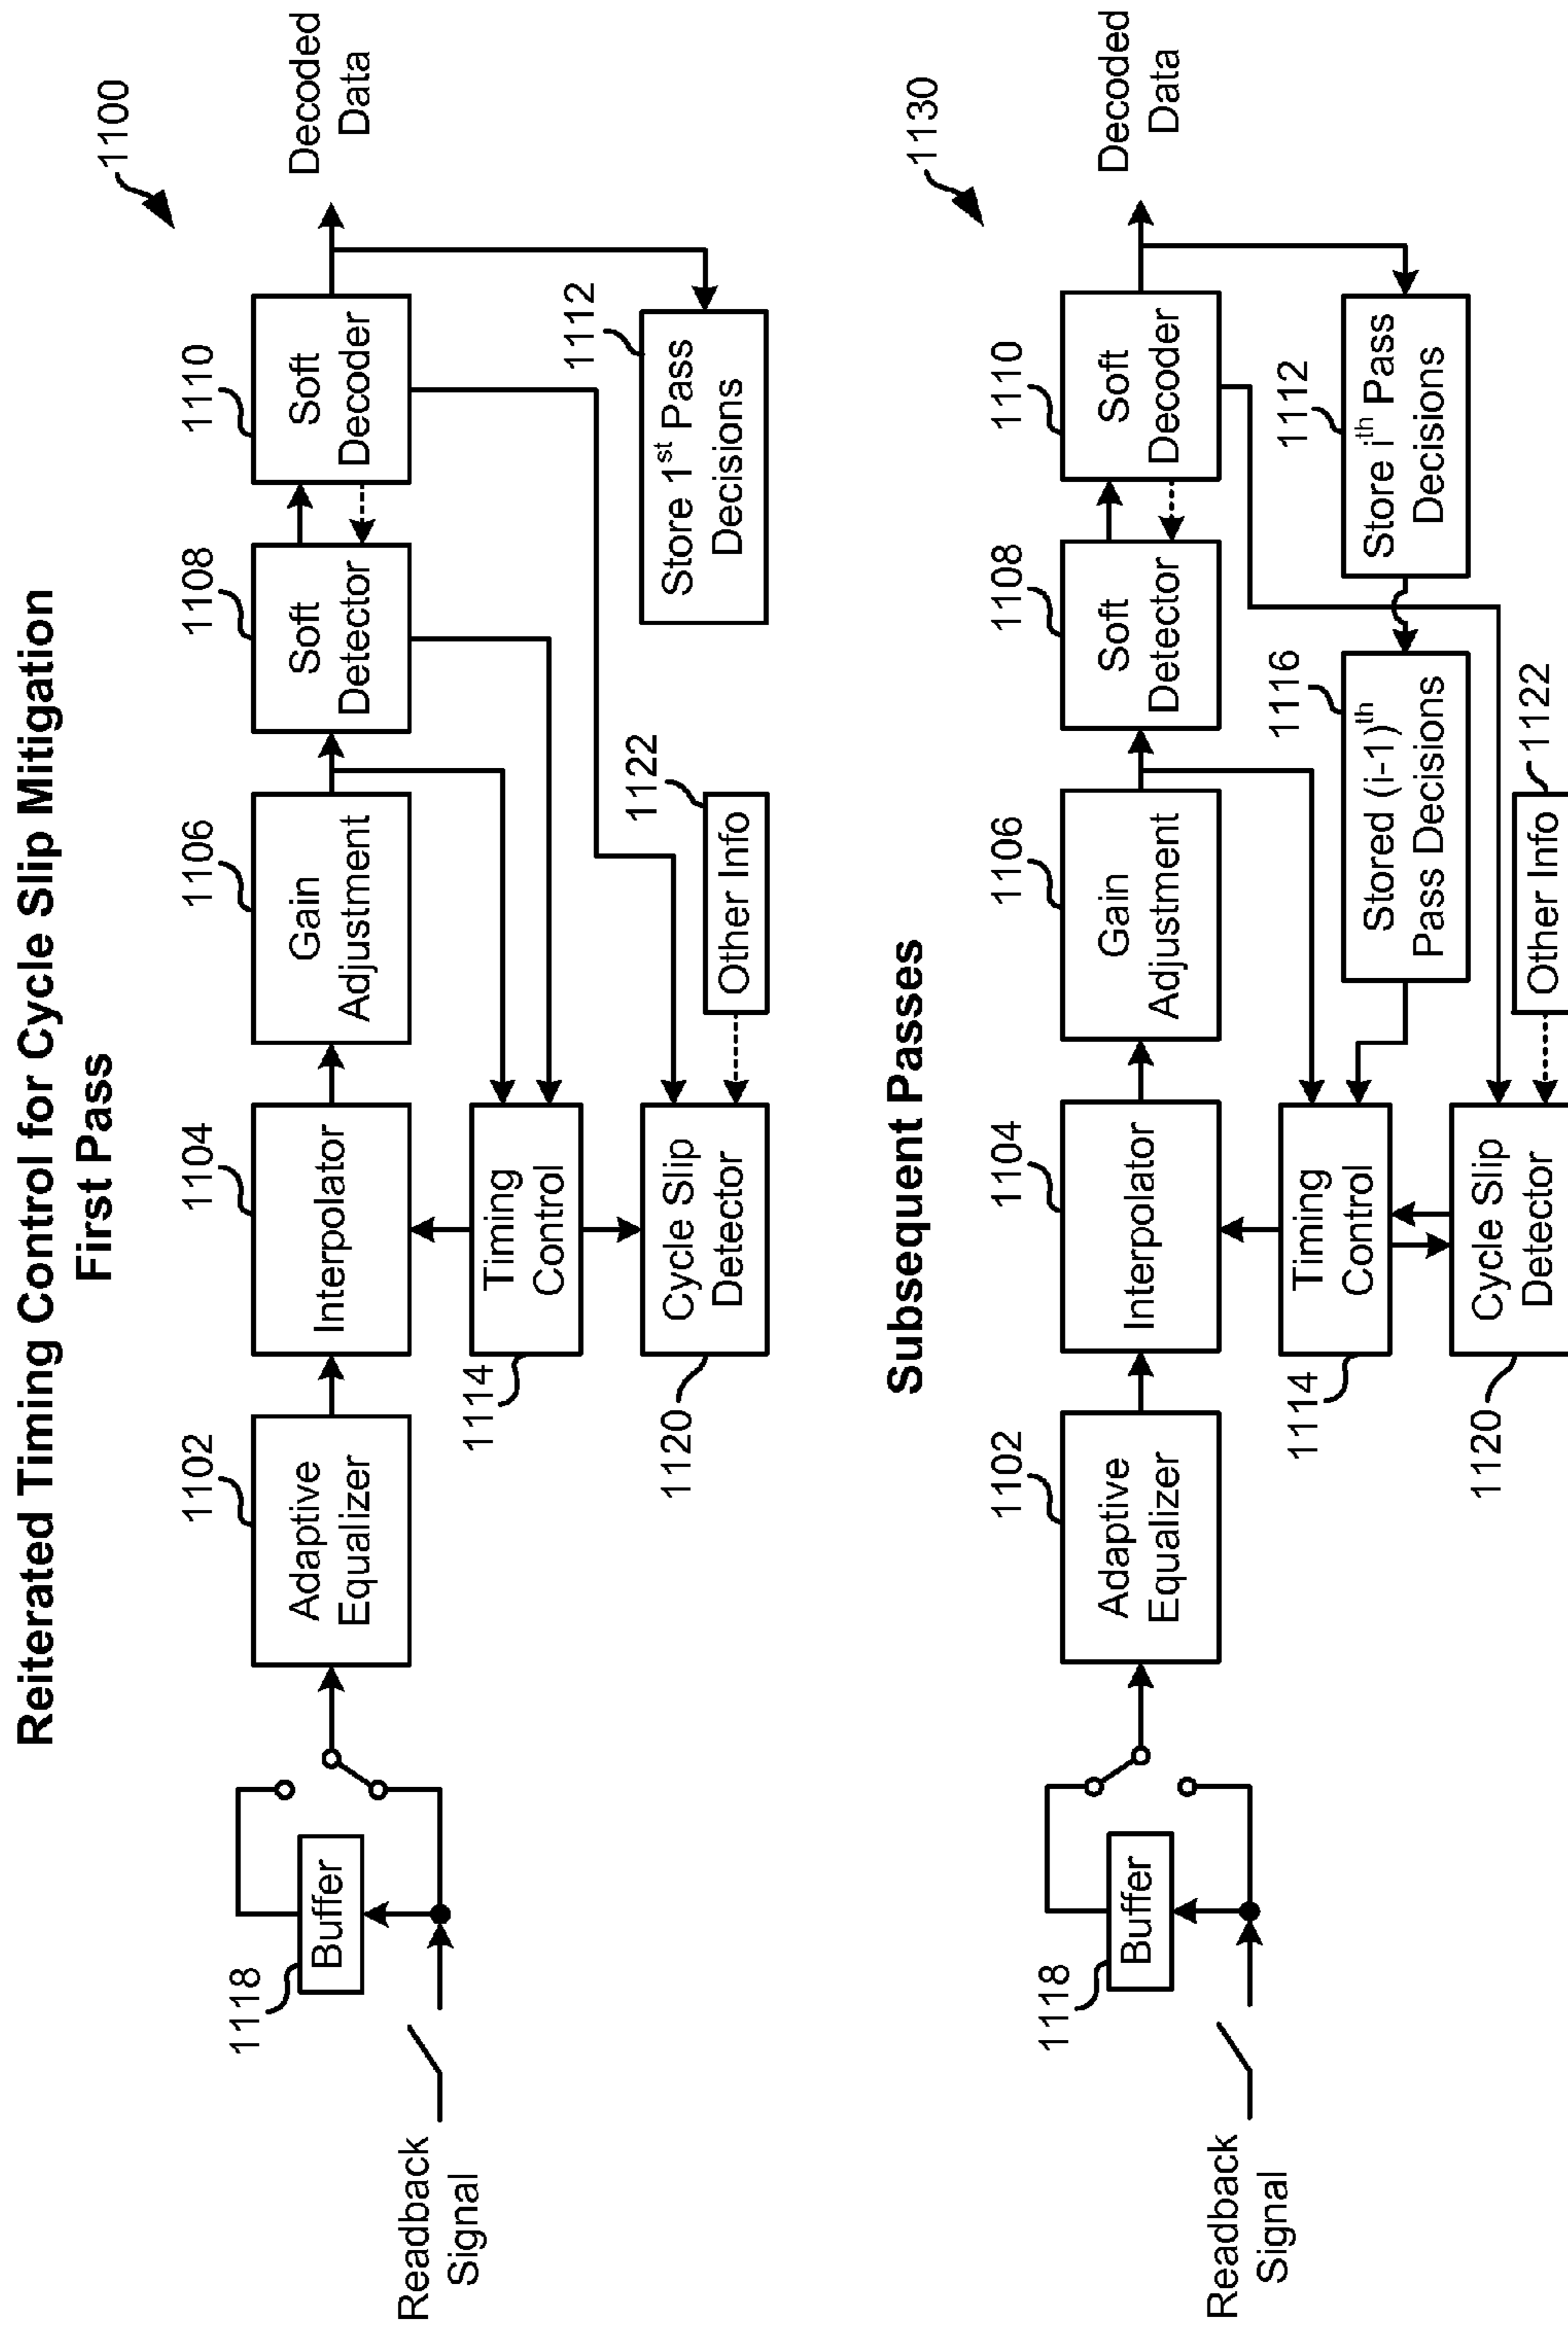 Reiterated Timing Control for Cycle Slip Mitigation
First Pass
1100
Readback
Signal
1118
Buffer
1102
Adaptive
Equalizer
1104
Interpolator
1106
Gain
Adjustment
1108
Soft
Detector
1110
Soft
Decoder
Decoded
Data
1114
Timing
Control
1120
Cycle Slip
Detector
1122
Other Info
1112
Store 1st Pass
Decisions
Subsequent Passes
1130
Readback
Signal
1118
Buffer
1102
Adaptive
Equalizer
1104
Interpolator
1106
Gain
Adjustment
1108
Soft
Detector
1110
Soft
Decoder
Decoded
Data
1114
Timing
Control
1116
Stored (i-1)th
Pass Decisions
1112
Store ith Pass
Decisions
1120
Cycle Slip
Detector
Other Info
1122